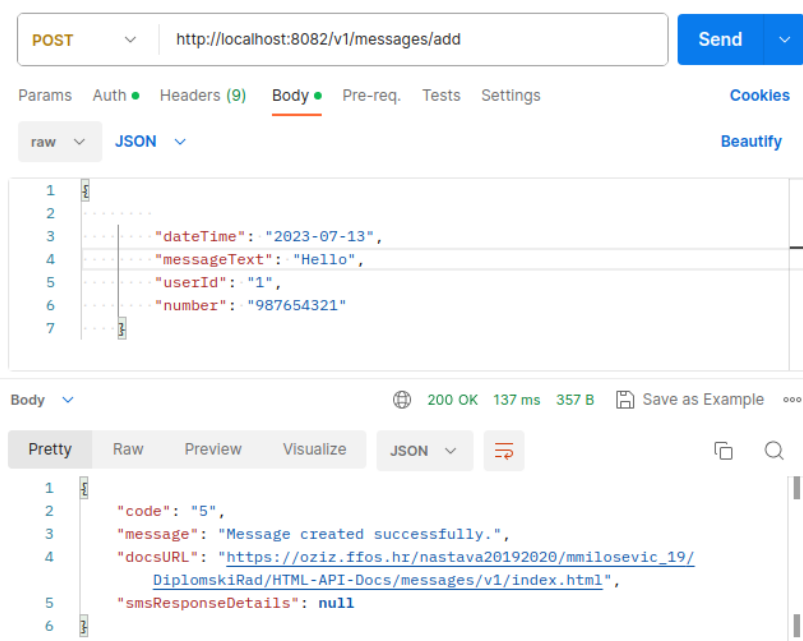 POST http://localhost:8082/v1/messages/add Send
Params Auth Headers (9) Body Pre-req. Tests Settings Cookies
raw JSON Beautify
1 {
2
3 "dateTime": "2023-07-13",
4 "messageText": "Hello",
5 "userId": "1",
6 "number": "987654321"
7 }
Body 200 OK 137 ms 357 B Save as Example
Pretty Raw Preview Visualize JSON
1 {
2 "code": "5",
3 "message": "Message created successfully.",
4 "docsURL": "https://oziz.ffos.hr/nastava20192020/mmilosevic_19/
DiplomskiRad/HTML-API-Docs/messages/v1/index.html",
5 "smsResponseDetails": null
6 }